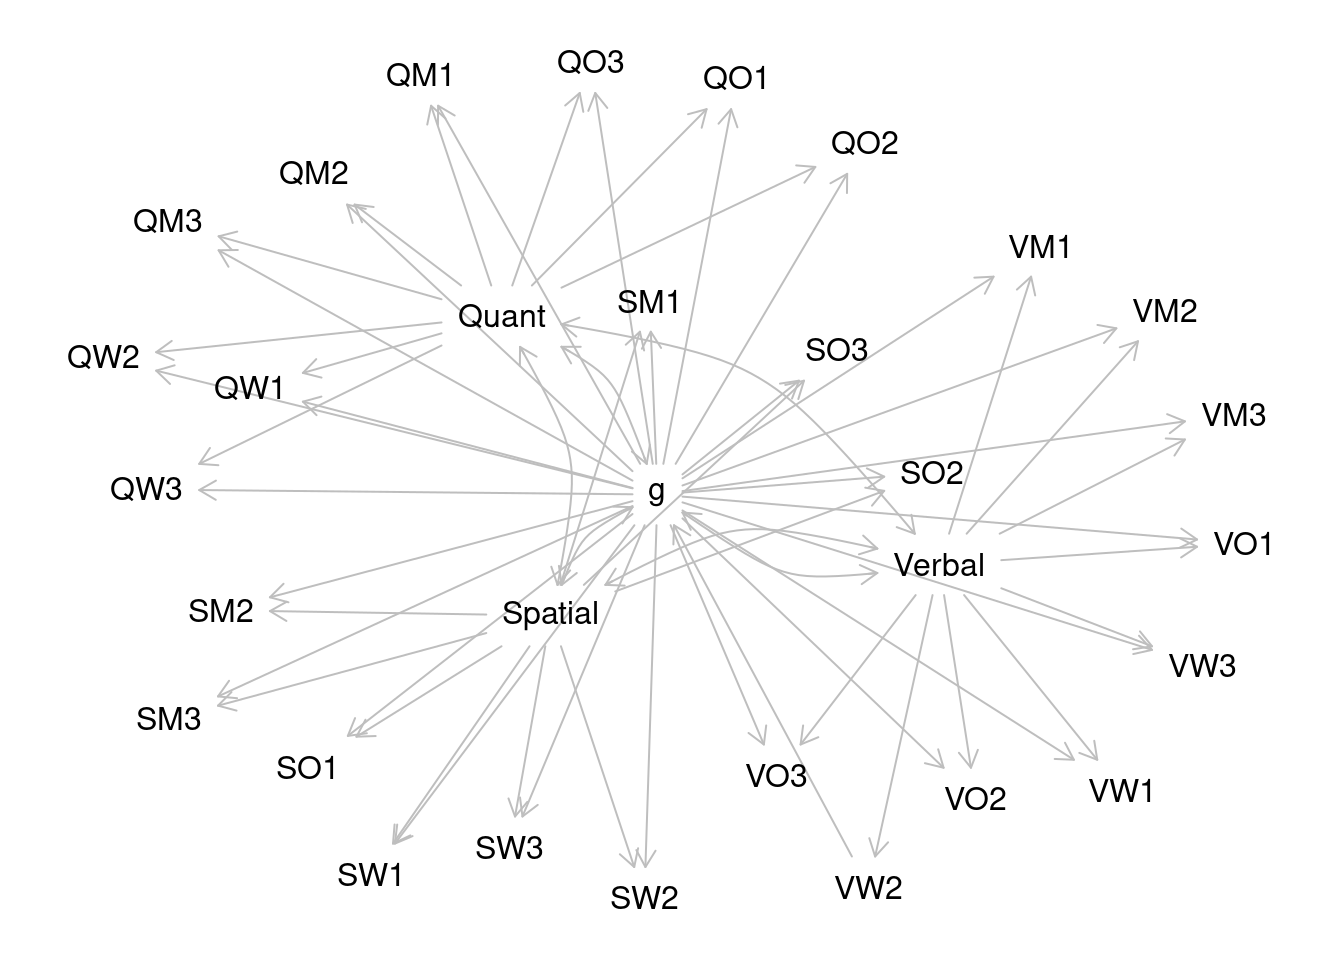 QO3
QM1
QO1
QO2
QM2
QM3
VM1
SM1
VM2
Quant
SO3
QW2
QW1
VM3
SO2
QW3
g
VO1
Verbal
SM2
Spatial
VW3
SM3
SO1
VO3
VW1
VO2
SW3
SW1
VW2
SW2